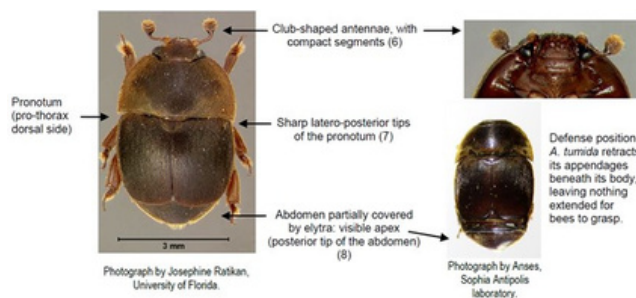 Club-shaped antennae, with
compact segments (6)
Pronotum
(pro-thorax
dorsal side)
Sharp latero-posterior tips
of the pronotum (7)
Defense position
A. tumida retracts
its appendages
beneath its body,
leaving nothing
extended for
bees to grasp.
Abdomen partially covered
by elytra: visible apex
(posterior tip of the abdomen)
(8)
3 mm
Photograph by Josephine Ratikan,
University of Florida.
Photograph by Anses,
Sophia Antipolis
laboratory.